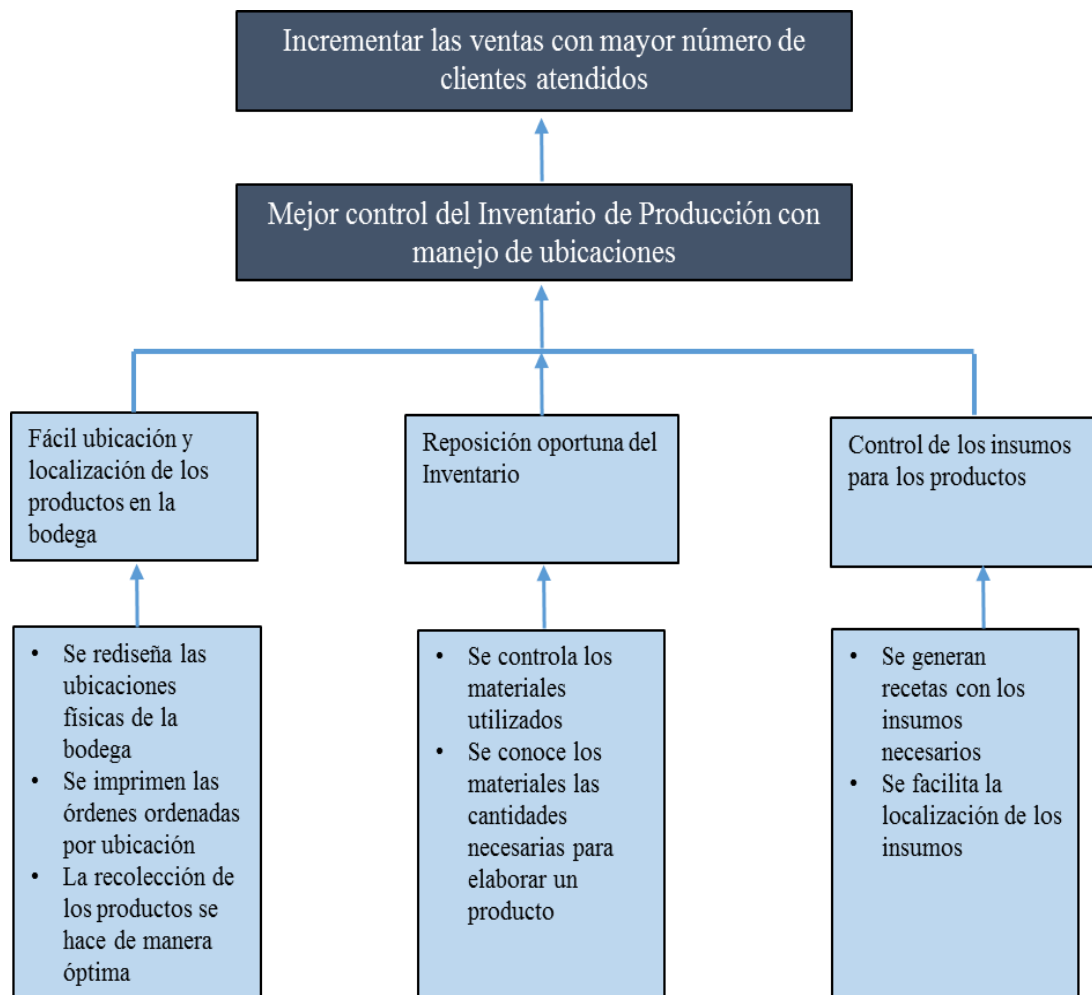 Incrementar las ventas con mayor número de
clientes atendidos
Mejor control del Inventario de Producción con
manejo de ubicaciones
Fácil ubicación y
localización de los
productos en la
bodega
Reposición oportuna del
Inventario
Control de los insumos
para los productos
• Se rediseña las
ubicaciones
físicas de la
bodega
• Se imprimen las
órdenes ordenadas
por ubicación
• La recolección de
los productos se
hace de manera
óptima
• Se controla los
materiales
utilizados
• Se conoce los
materiales las
cantidades
necesarias para
elaborar un
producto
• Se generan
recetas con los
insumos
necesarios
• Se facilita la
localización de los
insumos